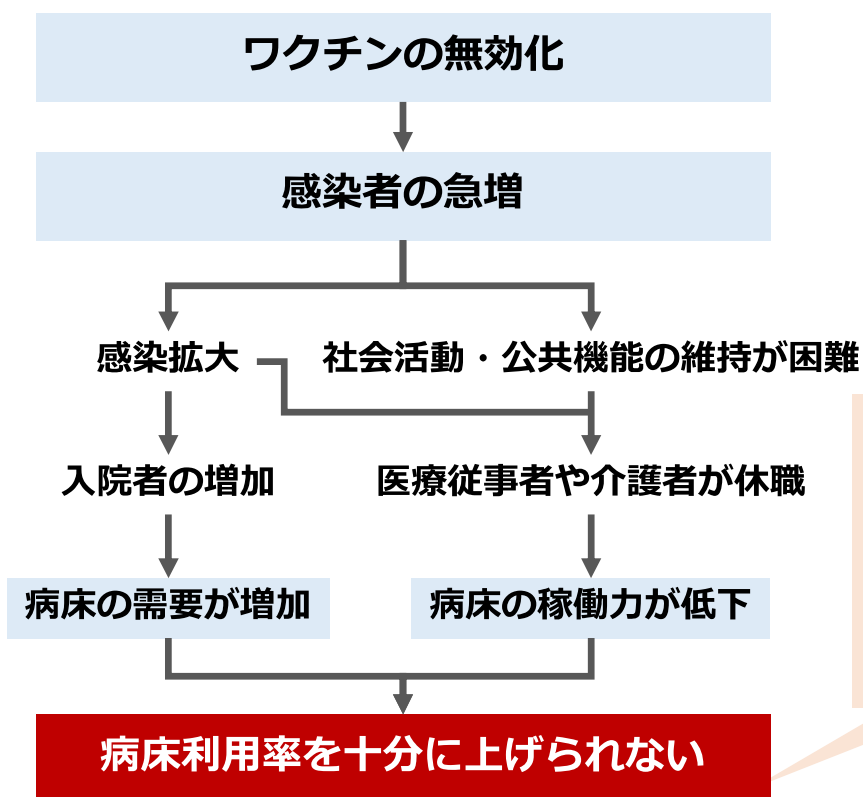 ワクチンの無効化
感染者の急増
感染拡大
社会活動・公共機能の維持が困難
入院者の増加
医療従事者や介護者が休職
病床の需要が増加
病床の稼働力が低下
病床利用率を十分に上げられない